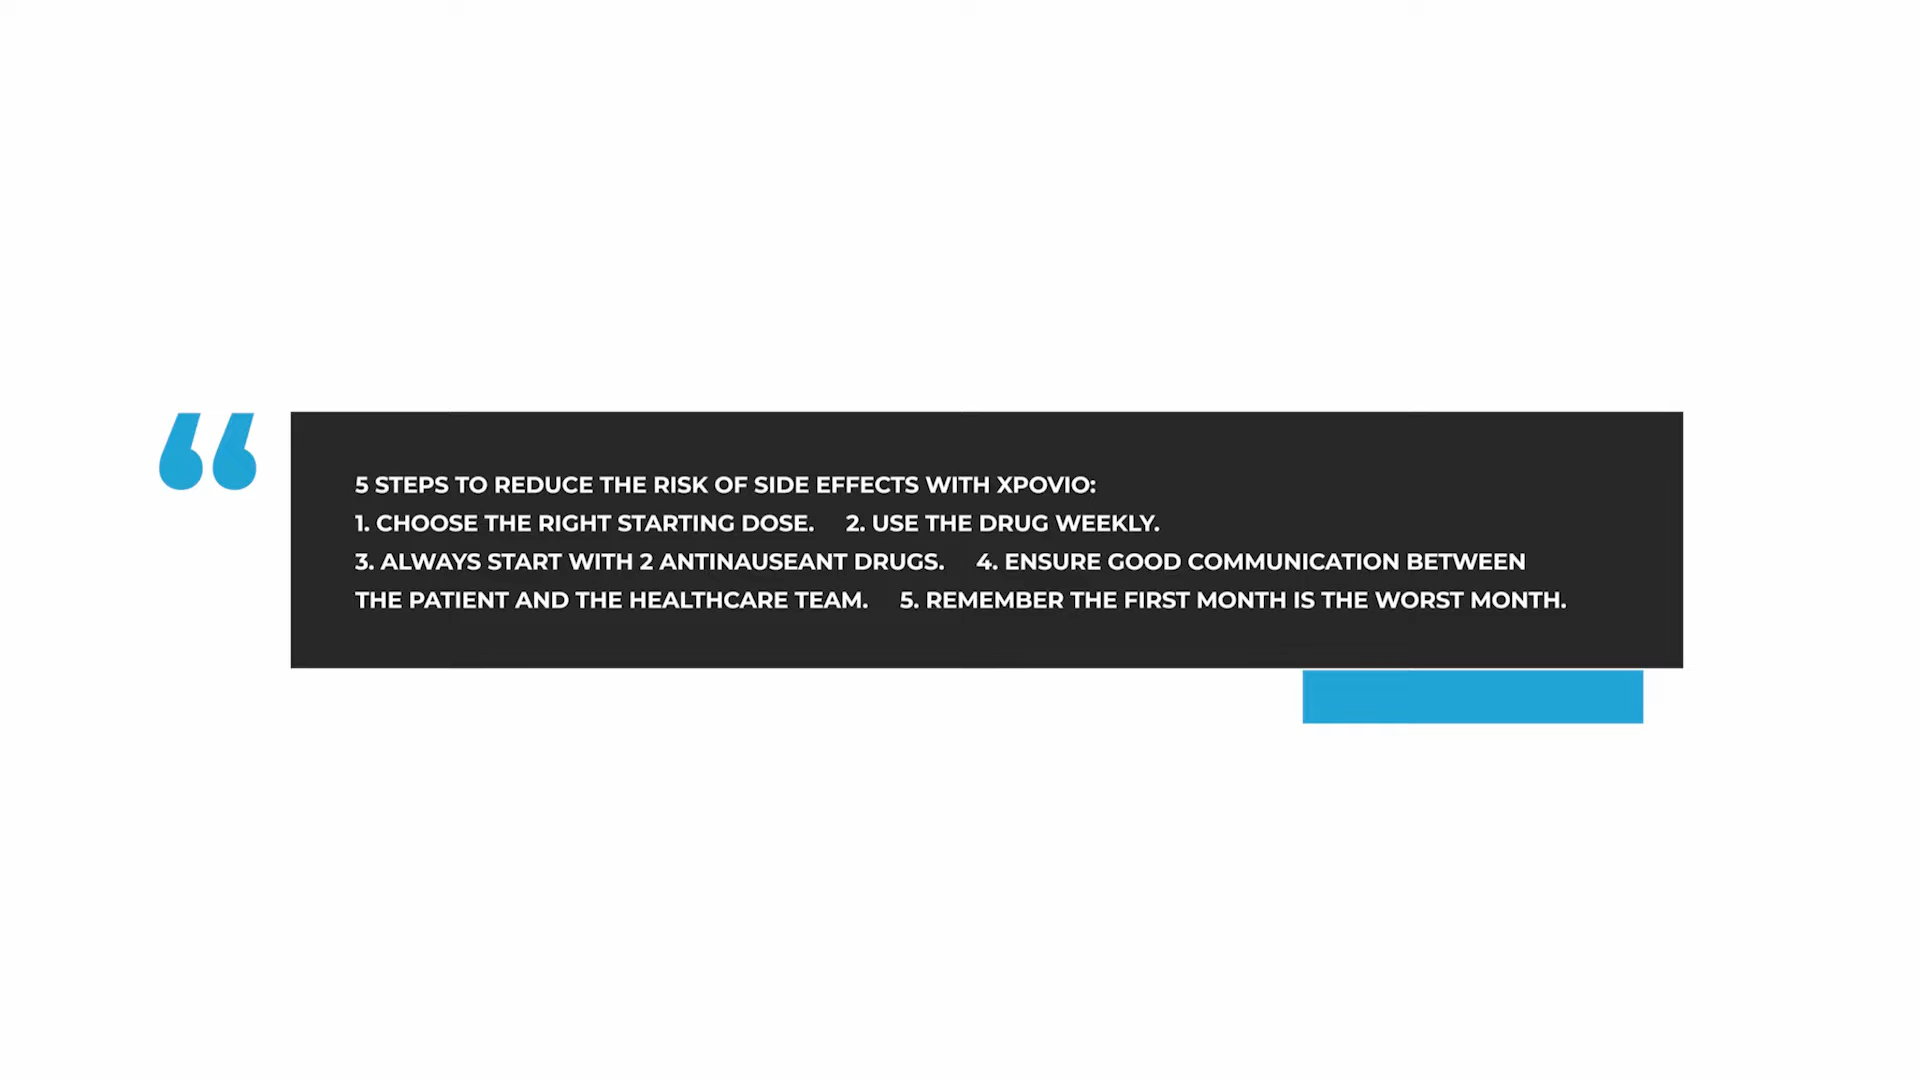 “
5 STEPS TO REDUCE THE RISK OF SIDE EFFECTS WITH XPOVIO:
1. CHOOSE THE RIGHT STARTING DOSE. 2. USE THE DRUG WEEKLY.
3. ALWAYS START WITH 2 ANTINAUSEANT DRUGS. 4. ENSURE GOOD COMMUNICATION BETWEEN
THE PATIENT AND THE HEALTHCARE TEAM. 5. REMEMBER THE FIRST MONTH IS THE WORST MONTH.